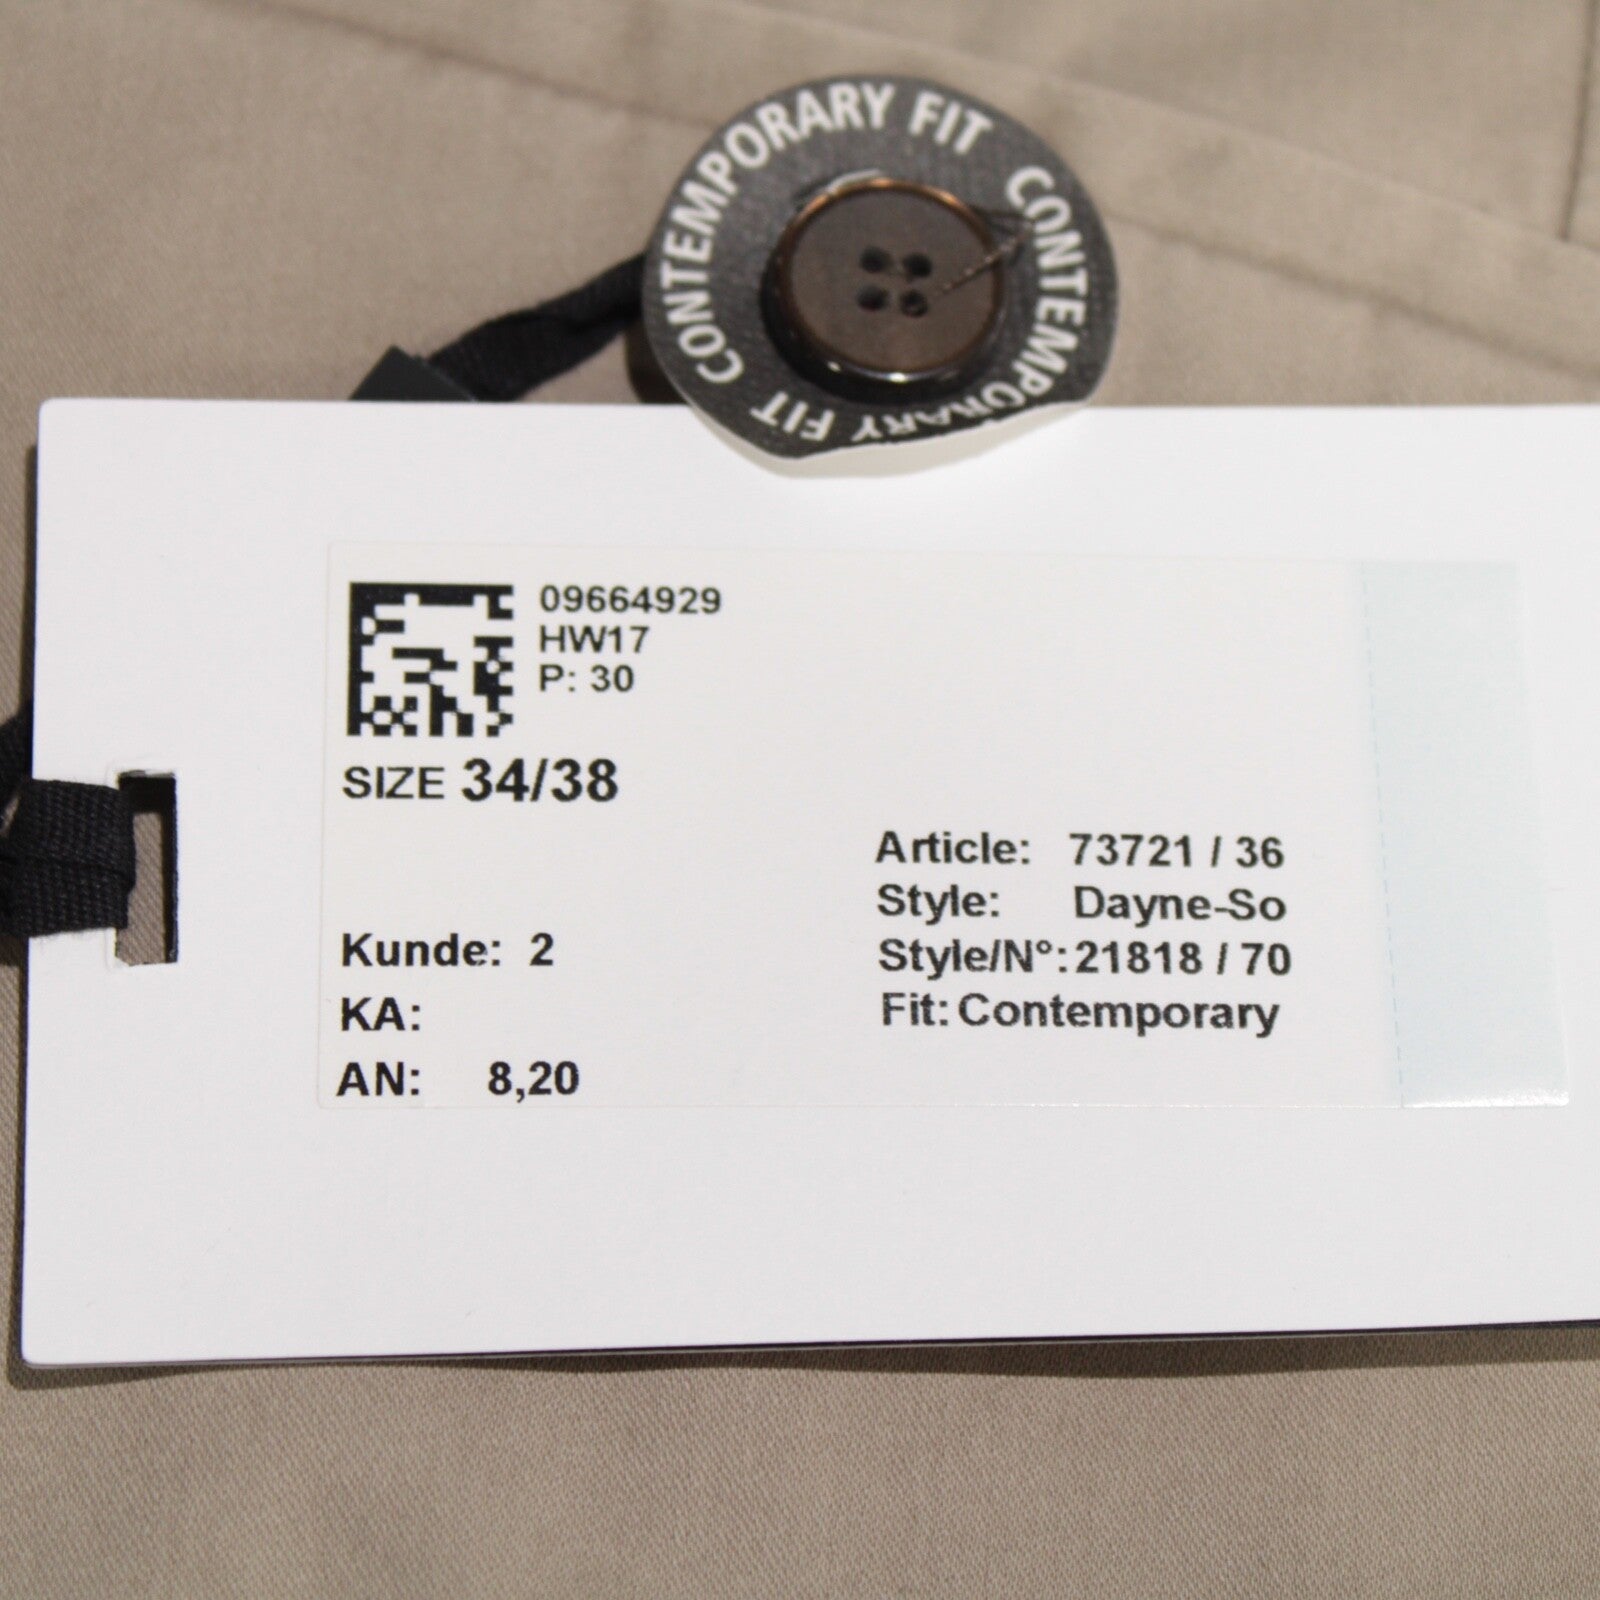 CONTEMPORARY FIT CONTEMPORARY FIT
09664929
HW17
P: 30
SIZE 34/38
Kunde: 2
KA:
AN: 8,20
Article: 73721 / 36
Style: Dayne-So
Style/N°: 21818 / 70
Fit: Contemporary